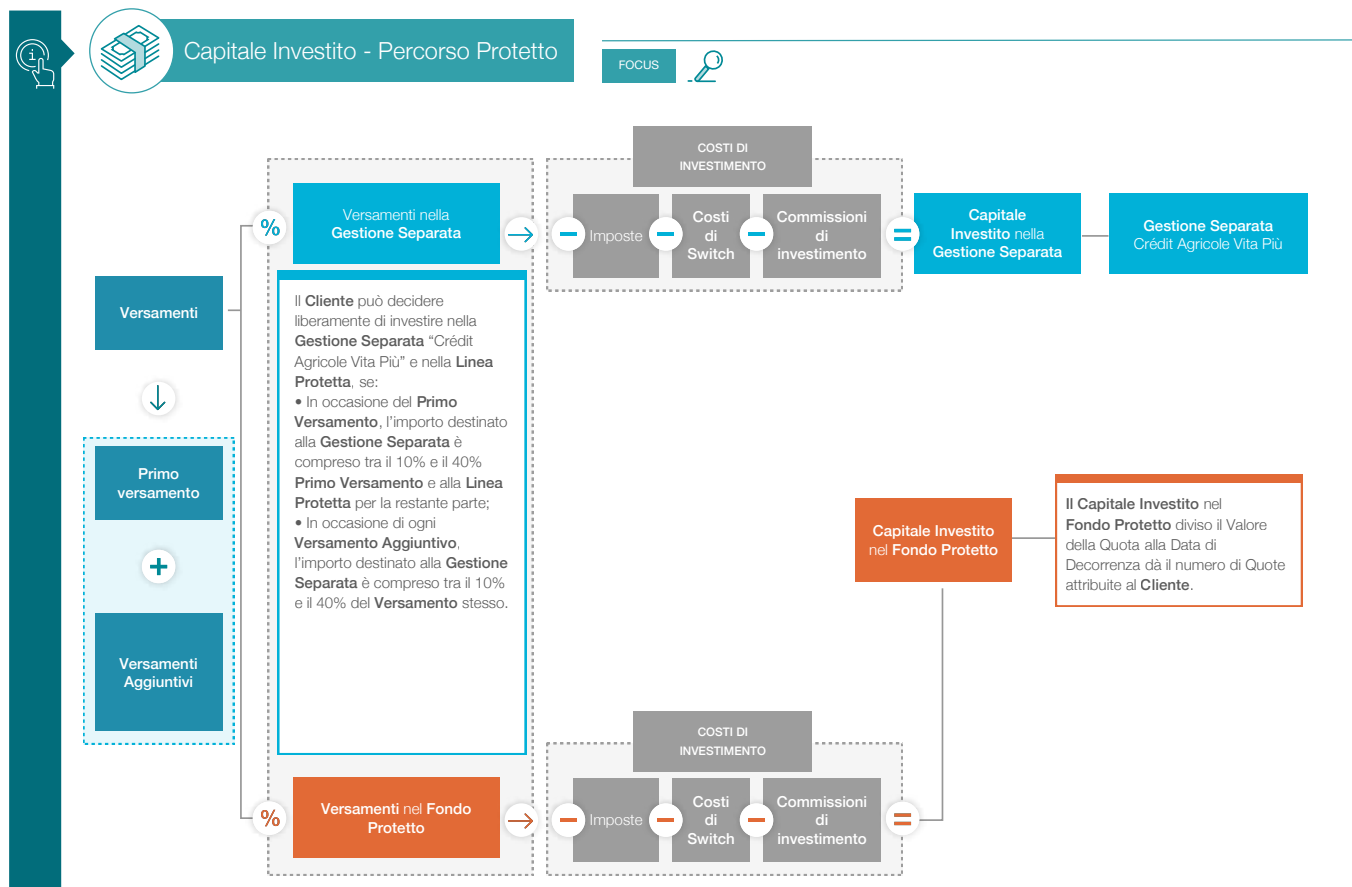 Capitale Investito - Percorso Protetto
FOCUS
Versamenti
Primo
versamento
+
Versamenti
Aggiuntivi
%
Versamenti nella
Gestione Separata
COSTI DI
INVESTIMENTO
Imposte
Costi
di
Switch
Commissioni
di
investimento
=
Capitale
Investito nella
Gestione Separata
Gestione Separata
Crédit Agricole Vita Più
Il Cliente può decidere
liberamente di investire nella
Gestione Separata “Crédit
Agricole Vita Più” e nella Linea
Protetta, se:
• In occasione del Primo
Versamento, l’importo destinato
alla Gestione Separata è
compreso tra il 10% e il 40%
Primo Versamento e alla Linea
Protetta per la restante parte;
• In occasione di ogni
Versamento Aggiuntivo,
l’importo destinato alla Gestione
Separata è compreso tra il 10%
e il 40% del Versamento stesso.
%
Versamenti nel Fondo
Protetto
COSTI DI
INVESTIMENTO
Imposte
Costi
di
Switch
Commissioni
di
investimento
=
Capitale Investito
nel Fondo Protetto
Il Capitale Investito nel
Fondo Protetto diviso il Valore
della Quota alla Data di
Decorrenza dà il numero di Quote
attribuite al Cliente.